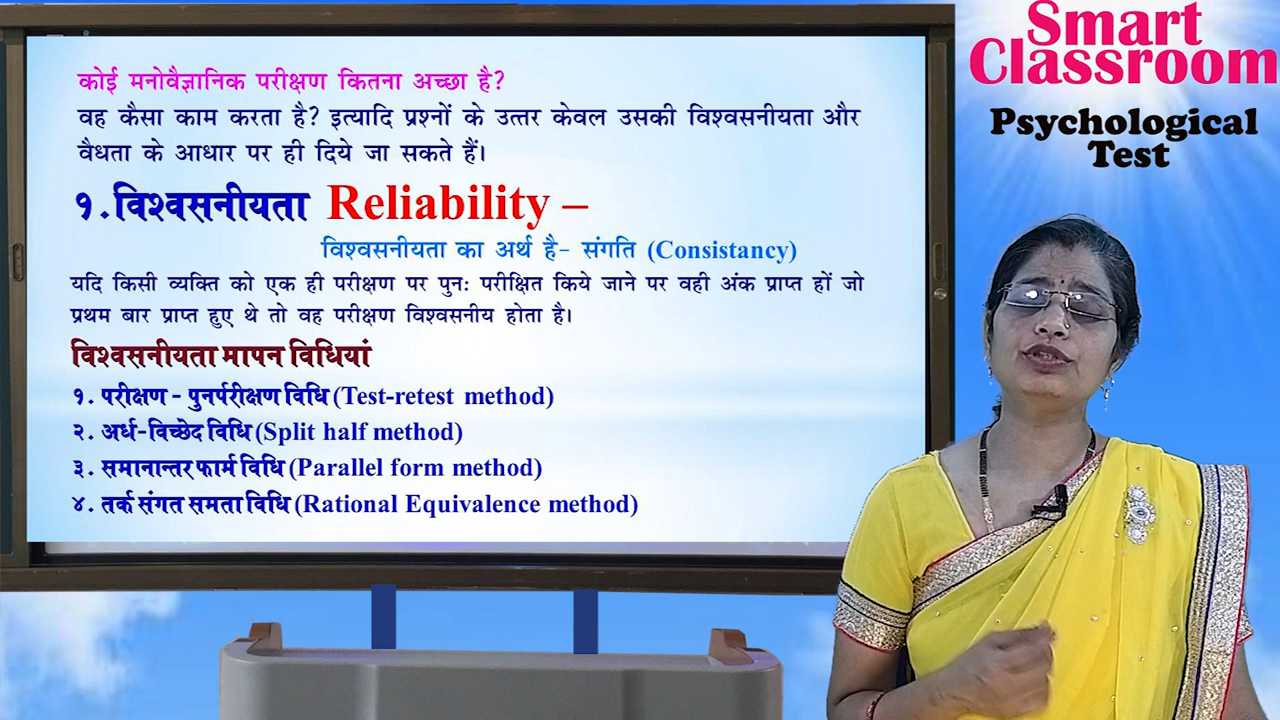 कोई मनोवैज्ञानिक परीक्षण कितना अच्छा है?
वह कैसा काम करता है? इत्यादि प्रश्नों के उत्तर केवल उसकी विश्वसनीयता और
वैधता के आधार पर ही दिये जा सकते हैं।
१.विश्वसनीयता Reliability –
विश्वसनीयता का अर्थ है- संगति (Consistancy)
यदि किसी व्यक्ति को एक ही परीक्षण पर पुनः परीक्षित किये जाने पर वही अंक प्राप्त हों जो
प्रथम बार प्राप्त हुए थे तो वह परीक्षण विश्वसनीय होता है।
विश्वसनीयता मापन विधियां
१. परीक्षण - पुनर्परीक्षण विधि (Test-retest method)
२. अर्ध-विच्छेद विधि (Split half method)
३. समानान्तर फार्म विधि (Parallel form method)
४. तर्क संगत समता विधि (Rational Equivalence method)
Smart
Classroom
Psychological
Test